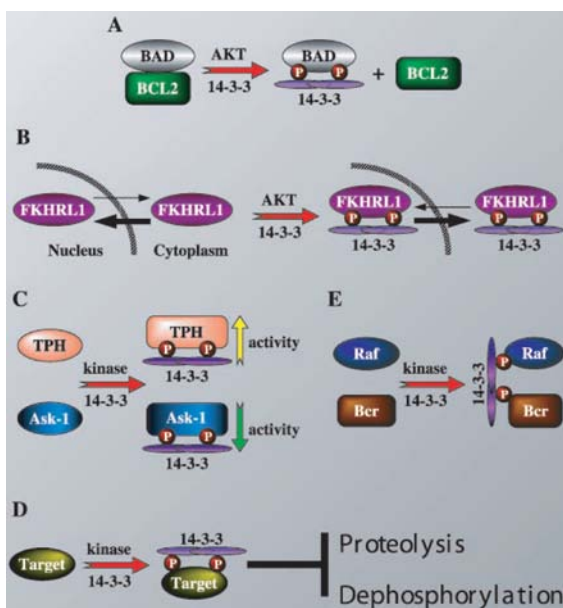 A
BAD
BCL2
AKT
14-3-3
BAD
P P
14-3-3
+
BCL2
B
FKHRL1
FKHRL1
Nucleus
Cytoplasm
AKT
14-3-3
FKHRL1
P P
14-3-3
FKHRL1
P P
14-3-3
C
TPH
Ask-1
kinase
14-3-3
TPH
P P
14-3-3
activity
Ask-1
P P
14-3-3
activity
E
Raf
Bcr
kinase
14-3-3
14-3-3
P
Raf
P
Bcr
D
Target
kinase
14-3-3
14-3-3
P P
Target
Proteolysis
Dephosphorylation